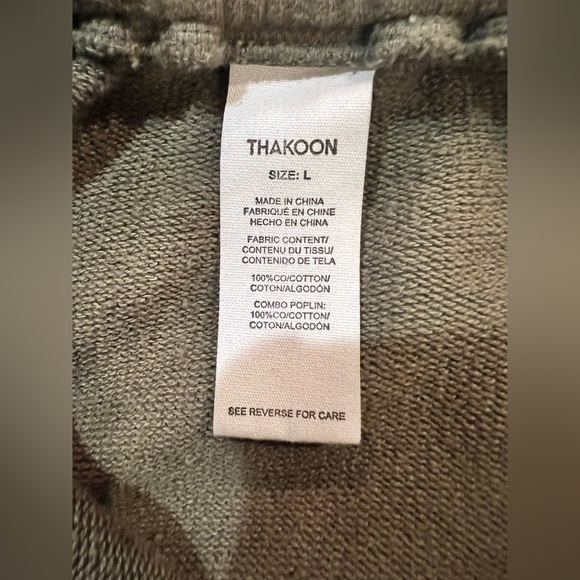 THAKOON
SIZE: L
MADE IN CHINA
FABRIQUÉ EN CHINE
HECHO EN CHINA
FABRIC CONTENT/
CONTENU DU TISSU/
CONTENIDO DE TELA
100%CO/COTTON/
COTON/ALGODÓN
COMBO POPLIN:
100%CO/COTTON/
COTON/ALGODÓN
SEE REVERSE FOR CARE